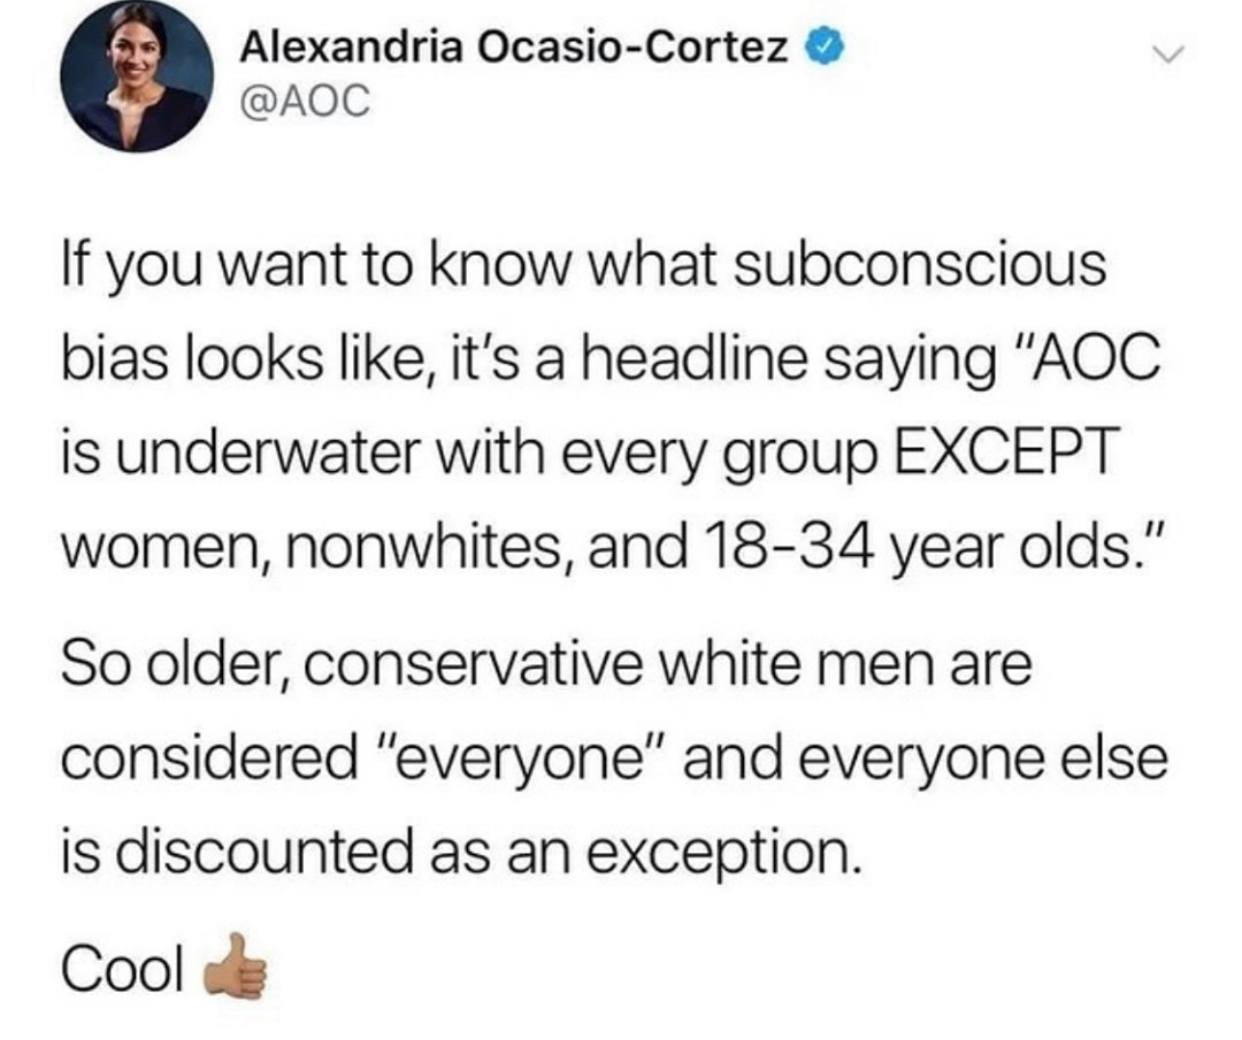 Alexandria Ocasio-Cortez
@AOC
If you want to know what subconscious
bias looks like, it's a headline saying "AOC
is underwater with every group EXCEPT
women, nonwhites, and 18-34 year olds."
So older, conservative white men are
considered "everyone" and everyone else
is discounted as an exception.
Cool 👍🏽